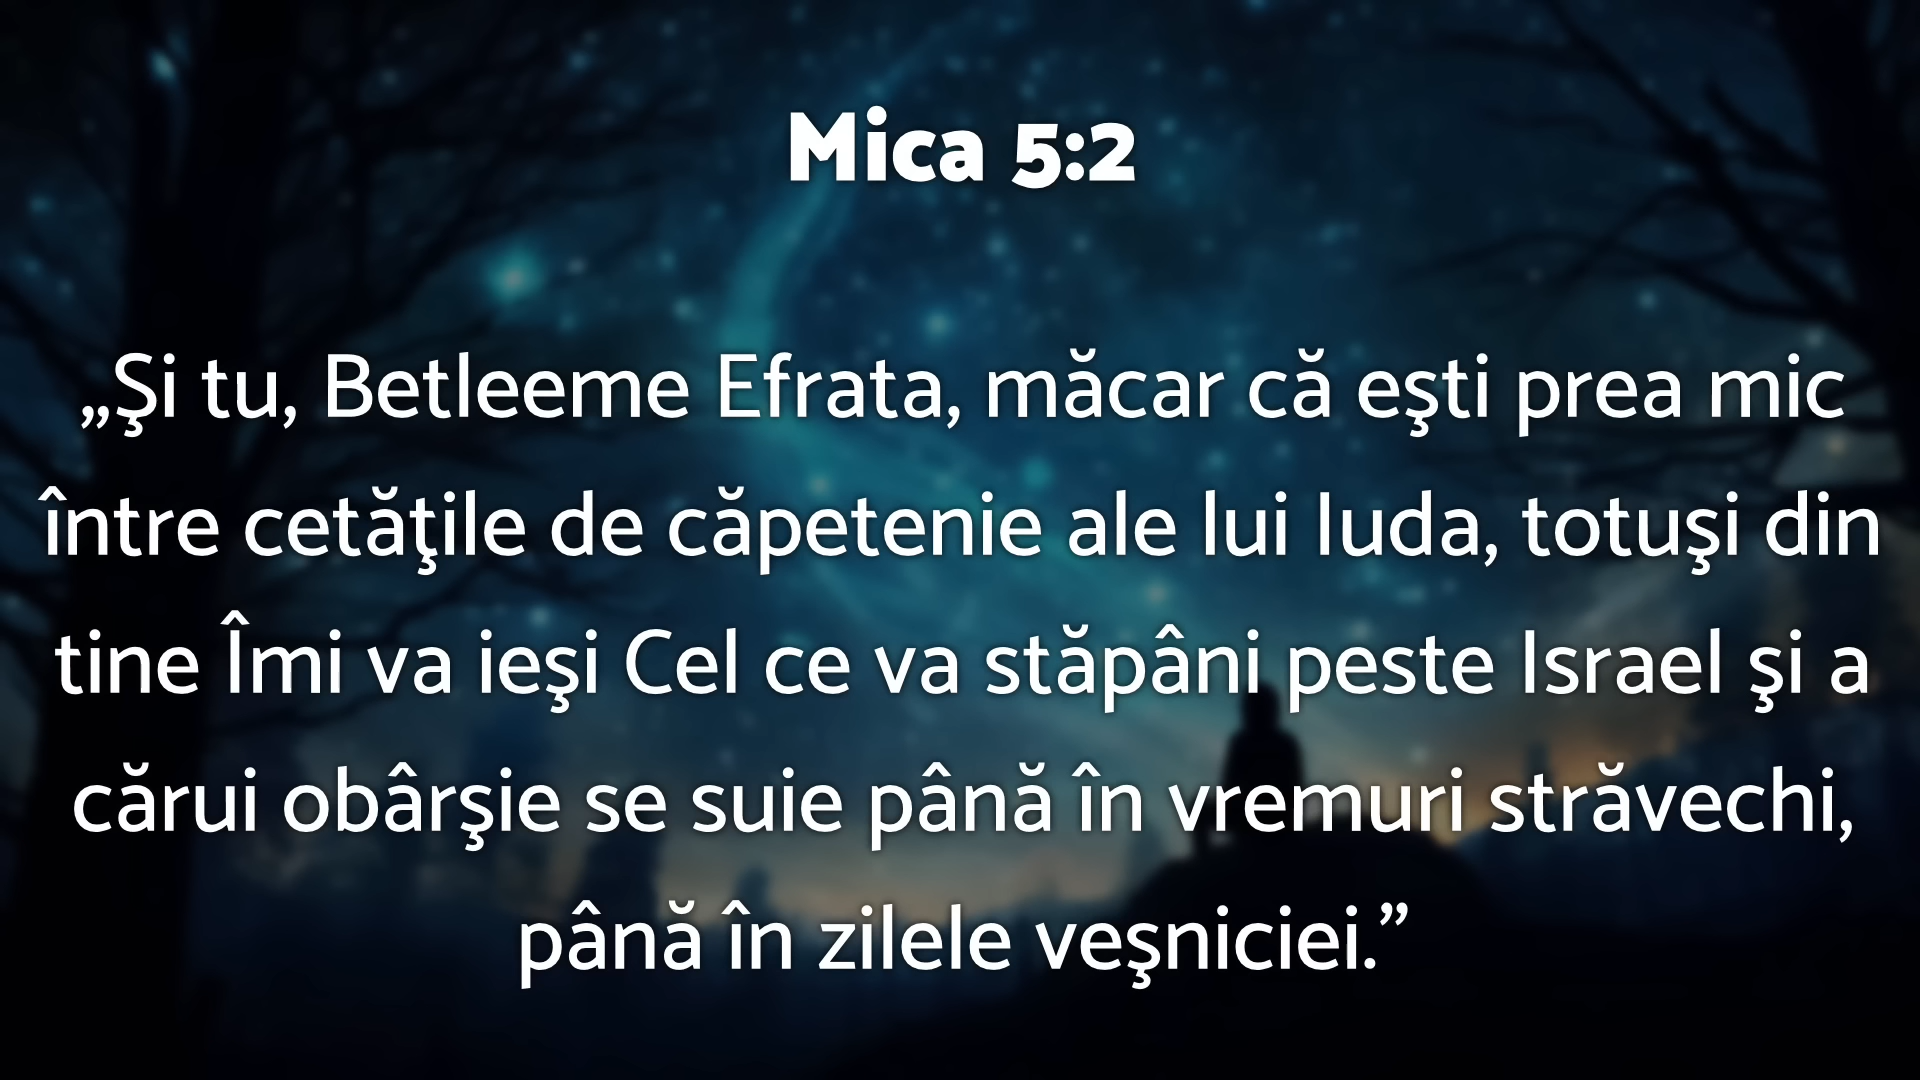 Mica 5:2
„Şi tu, Betleeme Efrata, măcar că eşti prea mic
între cetăţile de căpetenie ale lui Iuda, totuşi din
tine Îmi va ieşi Cel ce va stăpâni peste Israel şi a
cărui obârşie se suie până în vremuri străvechi,
până în zilele veşniciei.”